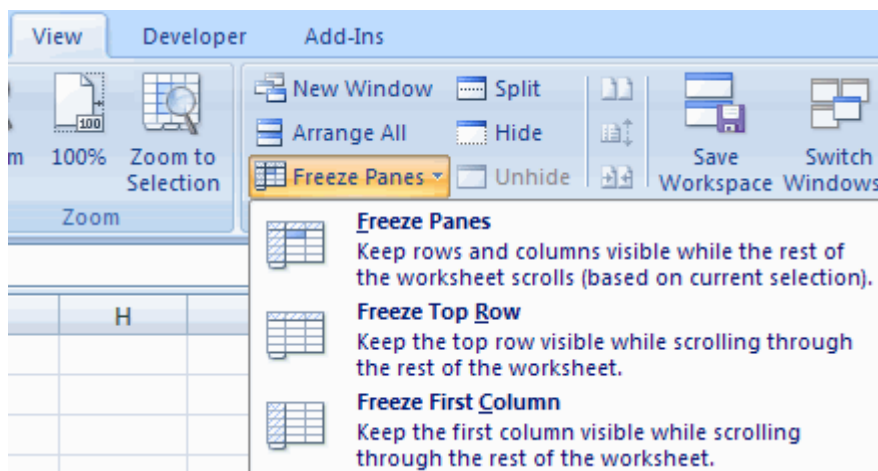 View Developer Add-Ins
New Window Split
100
Arrange All Hide
100% Zoom to Selection
Save Workspace Switch Windows
Freeze Panes Unhide
Zoom
Freeze Panes
Keep rows and columns visible while the rest of
the worksheet scrolls (based on current selection).
H
Freeze Top Row
Keep the top row visible while scrolling through
the rest of the worksheet.
Freeze First Column
Keep the first column visible while scrolling
through the rest of the worksheet.